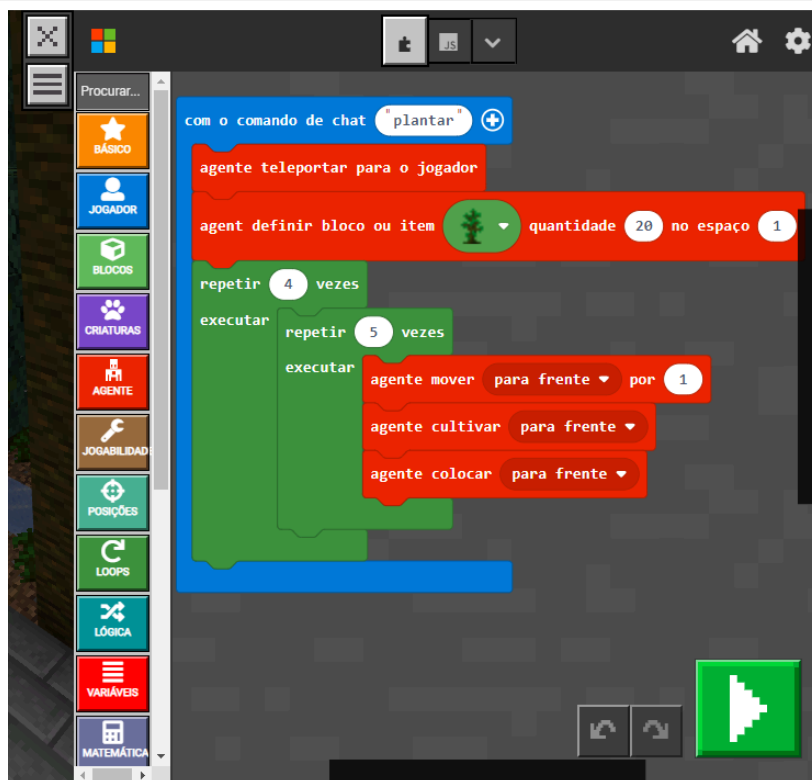 JS
Procurar...
BÁSICO
JOGADOR
BLOCOS
CRIATURAS
AGENTE
JOGABILIDADE
POSIÇÕES
LOOPS
LÓGICA
VARIÁVEIS
MATEMÁTICA
com o comando de chat "plantar"
agente teleportar para o jogador
agent definir bloco ou item quantidade 20 no espaço 1
repetir 4 vezes
executar
repetir 5 vezes
executar
agente mover para frente por 1
agente cultivar para frente
agente colocar para frente